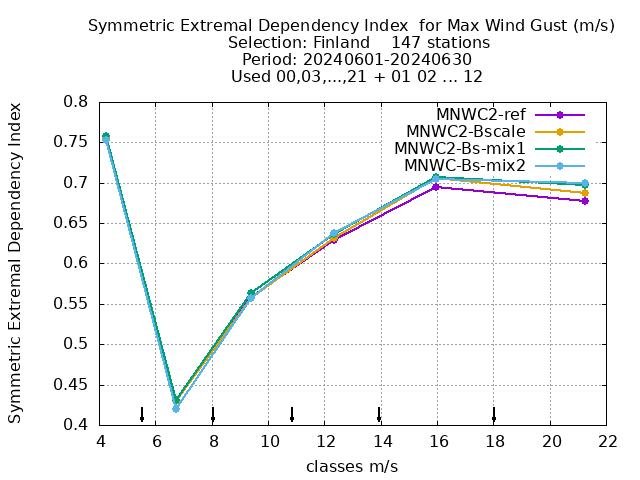 Symmetric Extremal Dependency Index  for Max Wind Gust (m/s)
Selection: Finland    147 stations
Period: 20240601-20240630
Used 00,03,...,21 + 01 02 ... 12
MNWC2-ref
MNWC2-Bscale
MNWC2-Bs-mix1
MNWC-Bs-mix2
Symmetric Extremal Dependency Index
0.8
0.75
0.7
0.65
0.6
0.55
0.5
0.45
0.4
4 6 8 10 12 14 16 18 20 22
classes m/s